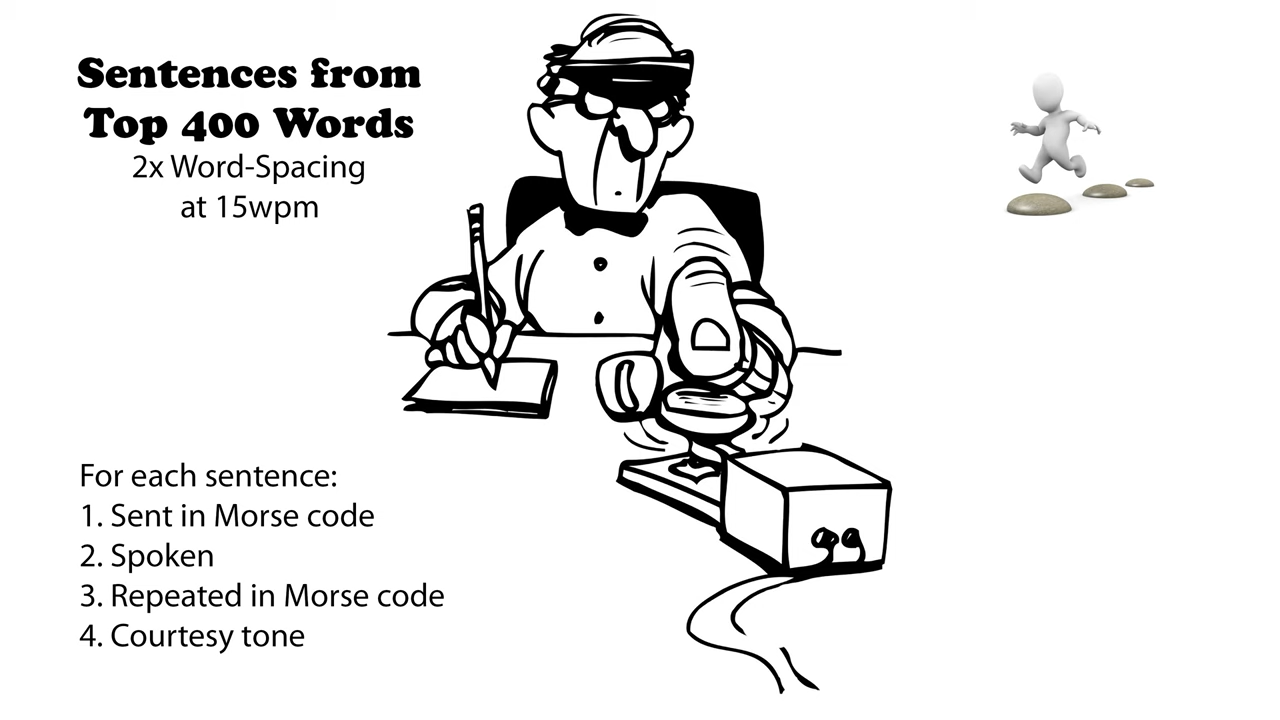 Sentences from
Top 400 Words
2x Word-Spacing
at 15wpm
For each sentence:
1. Sent in Morse code
2. Spoken
3. Repeated in Morse code
4. Courtesy tone